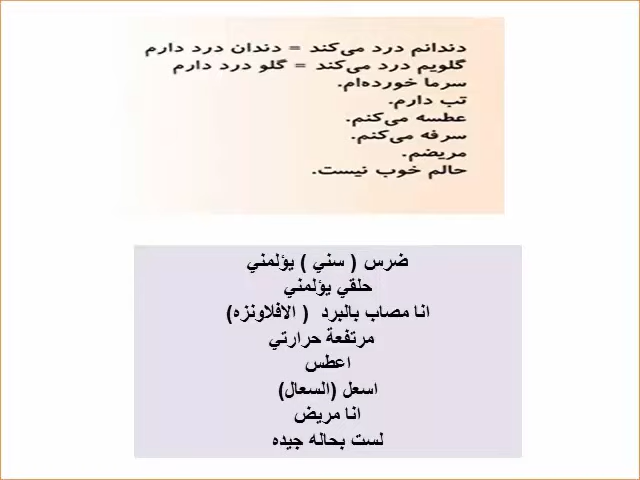 دندانم درد می‌کند = دندان درد دارم
گلویم درد می‌کند = گلو درد دارم
سرما خورده‌ام.
تب دارم.
عطسه می‌کنم.
سرفه می‌کنم.
مریضم.
حالم خوب نیست.
ضرس ( سني ) يؤلمني
حلقي يؤلمني
انا مصاب بالبرد ( الافلاونزه)
مرتفعة حرارتي
اعطس
اسعل (السعال)
انا مريض
لست بحاله جيده